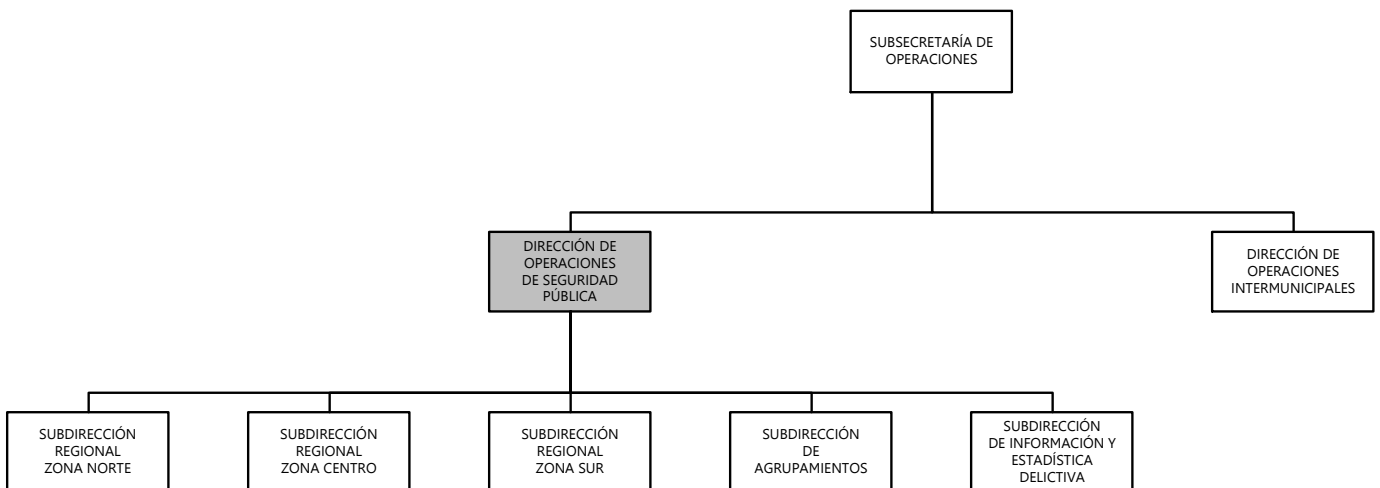 SUBSECRETARÍA DE
OPERACIONES
DIRECCIÓN DE
OPERACIONES
DE SEGURIDAD
PÚBLICA
DIRECCIÓN DE
OPERACIONES
INTERMUNICIPALES
SUBDIRECCIÓN
REGIONAL
ZONA NORTE
SUBDIRECCIÓN
REGIONAL
ZONA CENTRO
SUBDIRECCIÓN
REGIONAL
ZONA SUR
SUBDIRECCIÓN
DE
AGRUPAMIENTOS
SUBDIRECCIÓN
DE INFORMACIÓN Y
ESTADÍSTICA
DELICTIVA